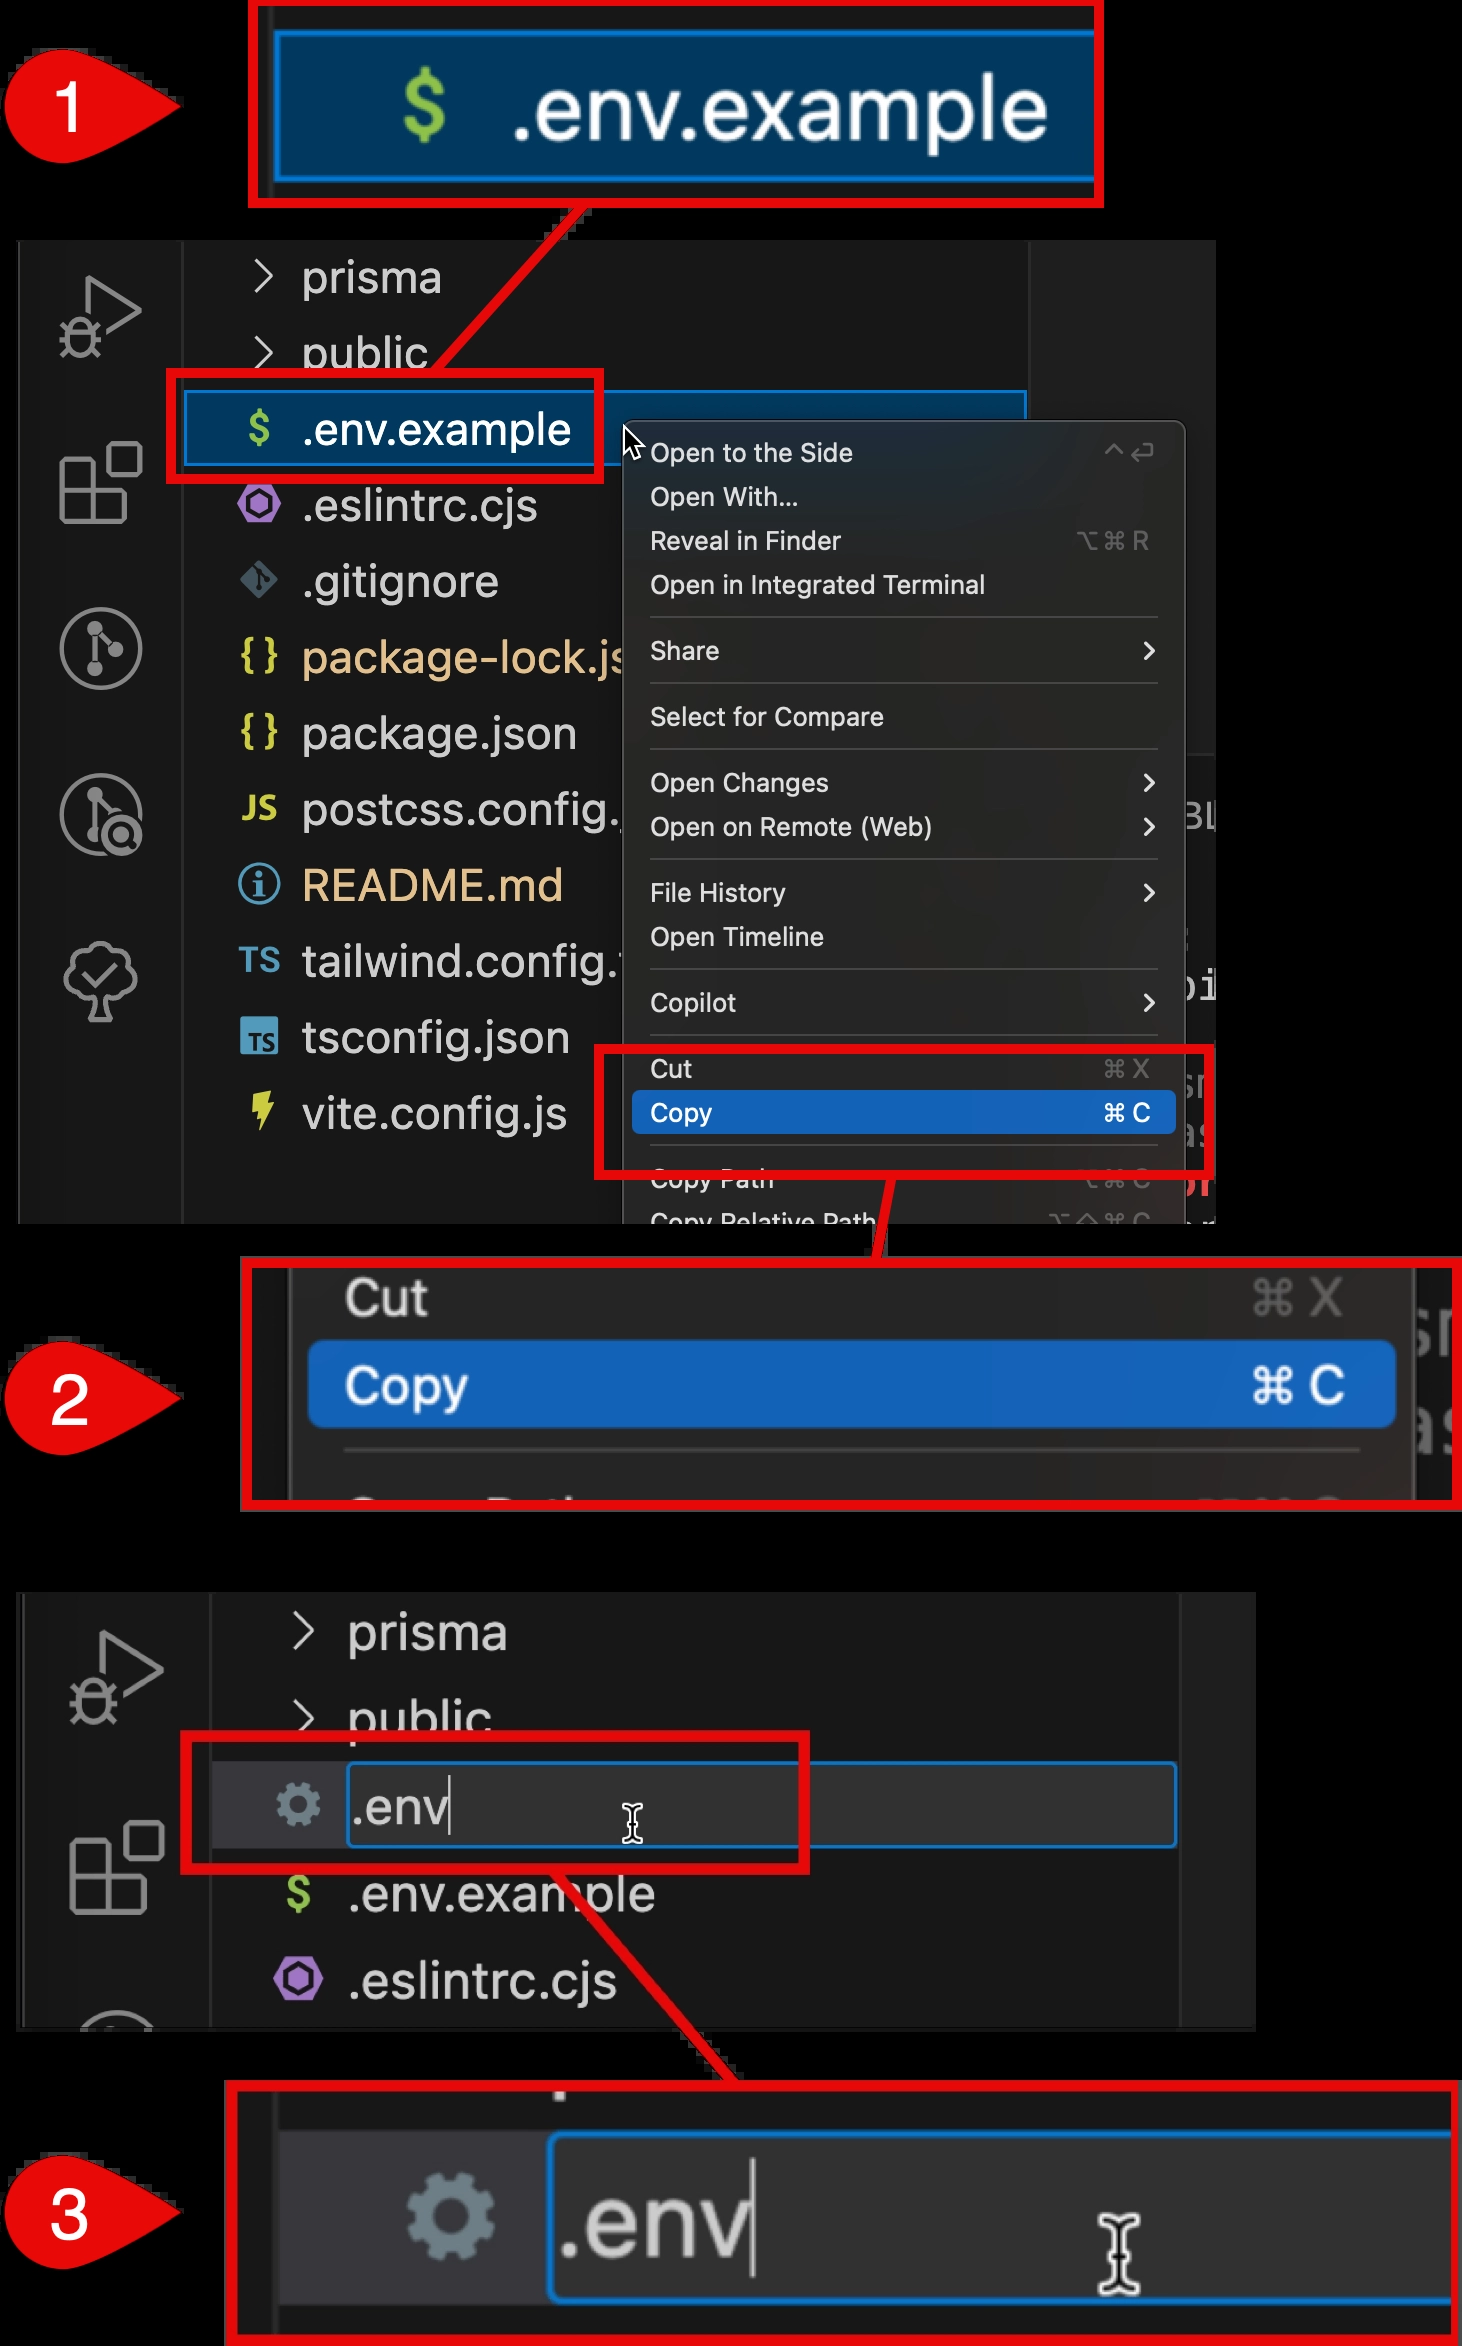 1
$ .env.example
prisma
public
$ .env.example
.eslintrc.cjs
.gitignore
{} package-lock.js
{} package.json
JS postcss.config.
README.md
TS tailwind.config.
TS tsconfig.json
vite.config.js
Open to the Side ^⏎
Open With...
Reveal in Finder ⌥⌘R
Open in Integrated Terminal
Share
Select for Compare
Open Changes
Open on Remote (Web)
File History
Open Timeline
Copilot
Cut ⌘X
Copy ⌘C
Copy Path ⌥⌘C
Copy Relative Path ⌥⇧⌘C
2
Cut ⌘X
Copy ⌘C
prisma
public
.env
$ .env.example
.eslintrc.cjs
3
.env